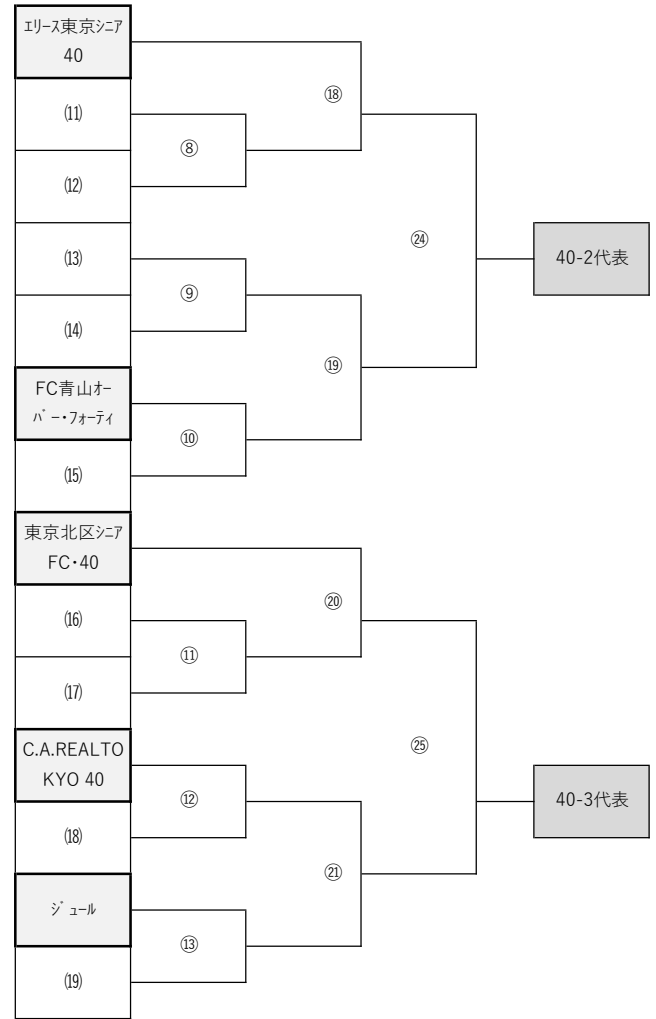 ｴﾘｰｽ東京ｼﾆｱ
40
⑱
⑾
⑧
⑿
㉔
40-2代表
⒀
⑨
⒁
⑲
FC青山ｵｰ
ﾊﾞｰ・ﾌｫｰﾃｨ
⑩
⒂
東京北区ｼﾆｱ
FC・40
⑳
⒃
⑪
⒄
㉕
40-3代表
C.A.REALTO
KYO 40
⑫
⒅
㉑
ｼﾞｭｰﾙ
⑬
⒆